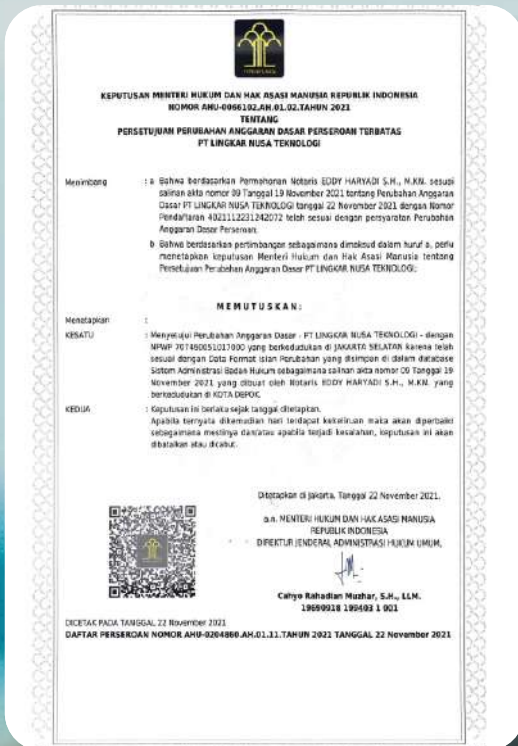 KEPUTUSAN MENTERI HUKUM DAN HAK ASASI MANUSIA REPUBLIK INDONESIA
NOMOR AHU-0066102.AH.01.02.TAHUN 2021
TENTANG
PERSETUJUAN PERUBAHAN ANGGARAN DASAR PERSEROAN TERBATAS
PT LINGKAR NUSA TEKNOLOGI
Menimbang : a Bahwa berdasarkan Permohonan Notaris EDDY HARYADI S.H., M.KN. sesuai
salinan akta nomor 09 Tanggal 19 November 2021 tentang Perubahan Anggaran
Dasar PT LINGKAR NUSA TEKNOLOGI tanggal 22 November 2021 dengan Nomor
Pendaftaran 4021112231242072 telah sesuai dengan persyaratan Perubahan
Anggaran Dasar Perseroan;
b Bahwa berdasarkan pertimbangan sebagaimana dimaksud dalam huruf a, perlu
menetapkan keputusan Menteri Hukum dan Hak Asasi Manusia tentang
Persetujuan Perubahan Anggaran Dasar PT LINGKAR NUSA TEKNOLOGI;
MEMUTUSKAN:
Menetapkan :
KESATU : Menyetujui Perubahan Anggaran Dasar - PT LINGKAR NUSA TEKNOLOGI - dengan
NPWP yang berkedudukan di JAKARTA SELATAN karena telah
sesuai dengan Data Format Isian Perubahan yang disimpan di dalam database
Sistem Administrasi Badan Hukum sebagaimana salinan akta nomor 09 Tanggal 19
November 2021 yang dibuat oleh Notaris EDDY HARYADI S.H., M.KN. yang
berkedudukan di KOTA DEPOK.
KEDUA : Keputusan ini berlaku sejak tanggal ditetapkan.
Apabila ternyata dikemudian hari terdapat kekeliruan maka akan diperbaiki
sebagaimana mestinya dan/atau apabila terjadi kesalahan, keputusan ini akan
dibatalkan atau dicabut.
Ditetapkan di Jakarta, Tanggal 22 November 2021.
a.n. MENTERI HUKUM DAN HAK ASASI MANUSIA
REPUBLIK INDONESIA
DIREKTUR JENDERAL ADMINISTRASI HUKUM UMUM,
Cahyo Rahadian Muzhar, S.H., LLM.
19690918 199403 1 001
DICETAK PADA TANGGAL 22 November 2021
DAFTAR PERSEROAN NOMOR AHU-0204860.AH.01.11.TAHUN 2021 TANGGAL 22 November 2021